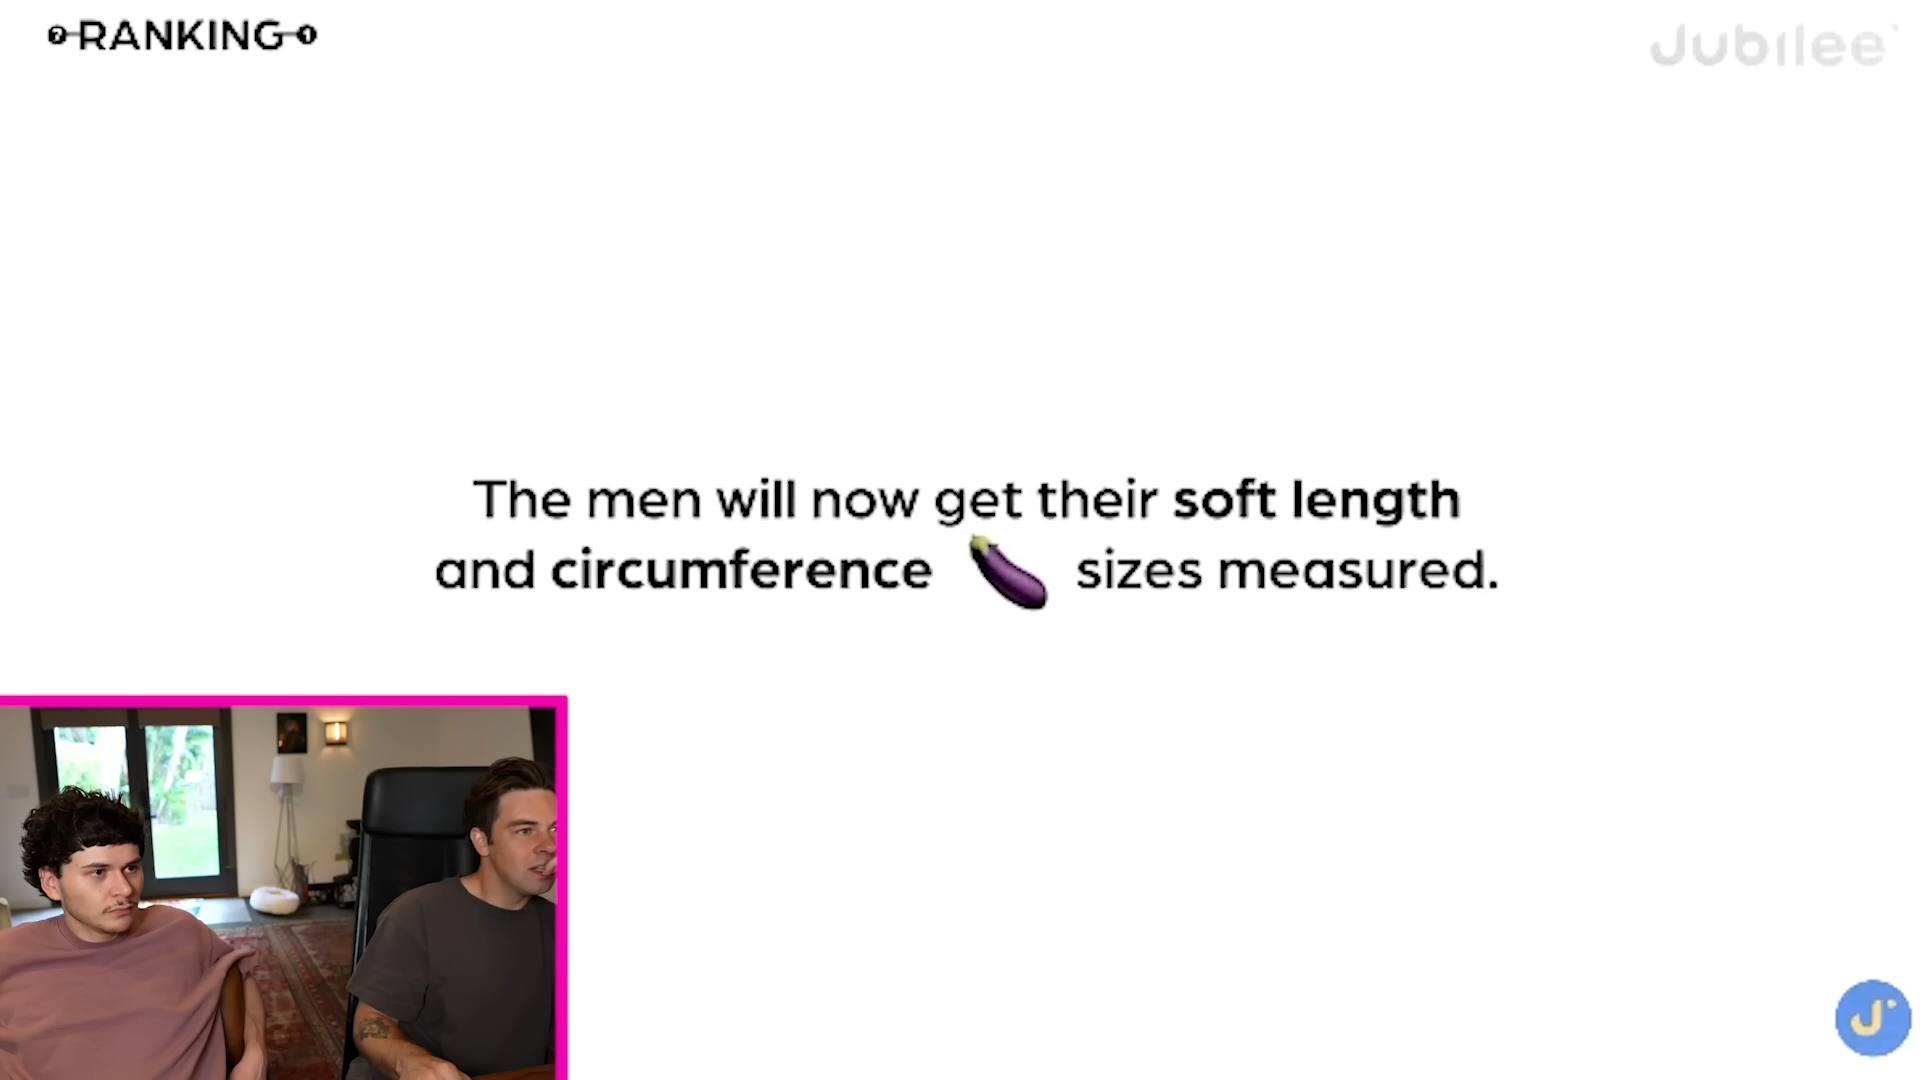 RANKING
Jubilee
The men will now get their soft length
and circumference 🍆 sizes measured.
J